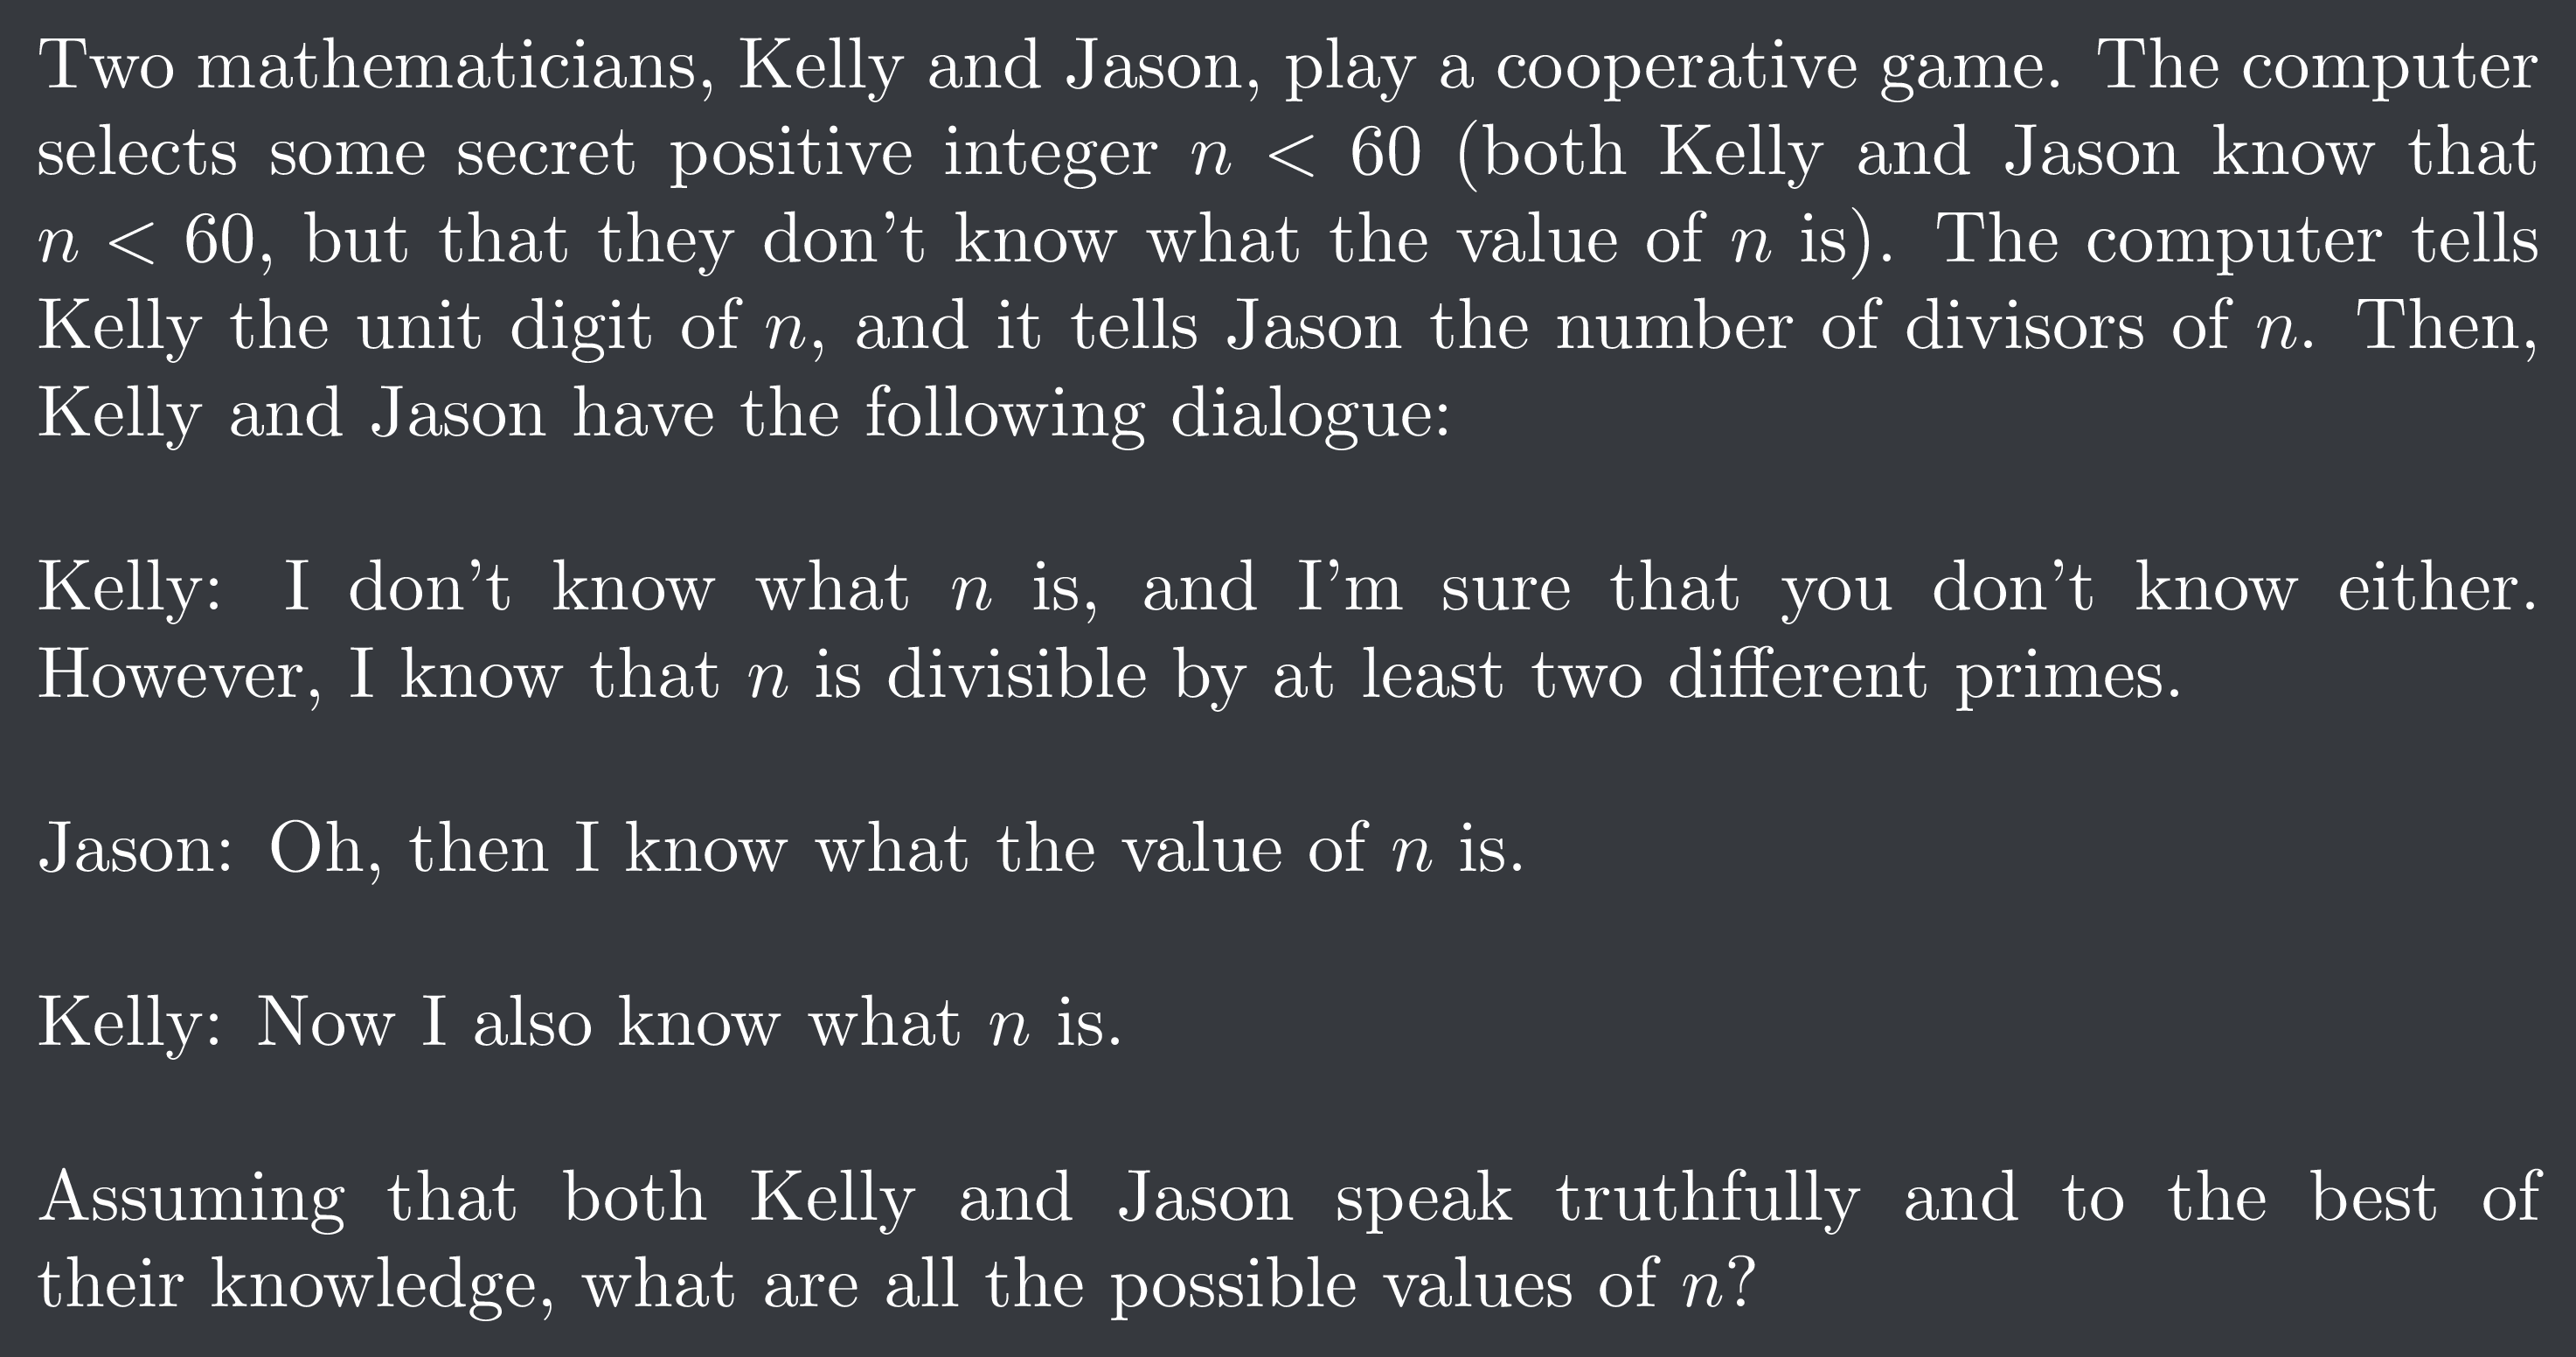 Two mathematicians, Kelly and Jason, play a cooperative game. The computer
selects some secret positive integer n < 60 (both Kelly and Jason know that
n < 60, but that they don't know what the value of n is). The computer tells
Kelly the unit digit of n, and it tells Jason the number of divisors of n. Then,
Kelly and Jason have the following dialogue:
Kelly: I don't know what n is, and I'm sure that you don't know either.
However, I know that n is divisible by at least two different primes.
Jason: Oh, then I know what the value of n is.
Kelly: Now I also know what n is.
Assuming that both Kelly and Jason speak truthfully and to the best of
their knowledge, what are all the possible values of n?